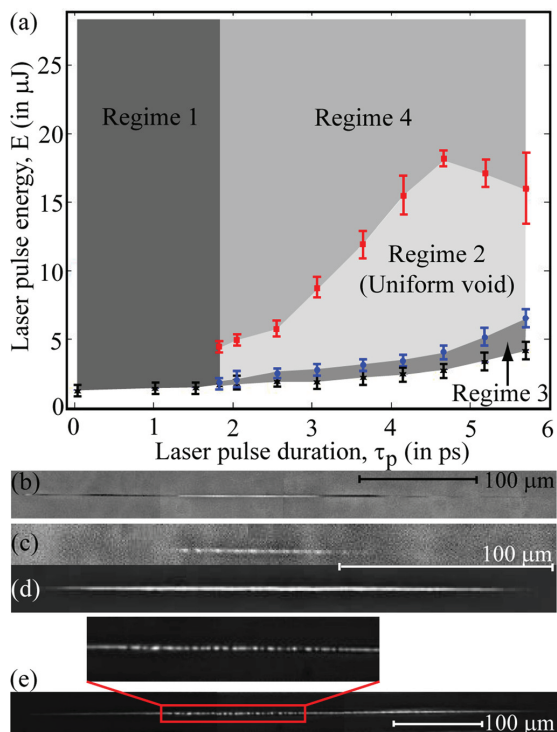 (a)
Laser pulse energy, E (in μJ)
25
20
15
10
5
0
Regime 1
Regime 4
Regime 2
(Uniform void)
Regime 3
0 1 2 3 4 5 6
Laser pulse duration, τp (in ps)
(b)
100 μm
(c)
100 μm
(d)
(e)
100 μm